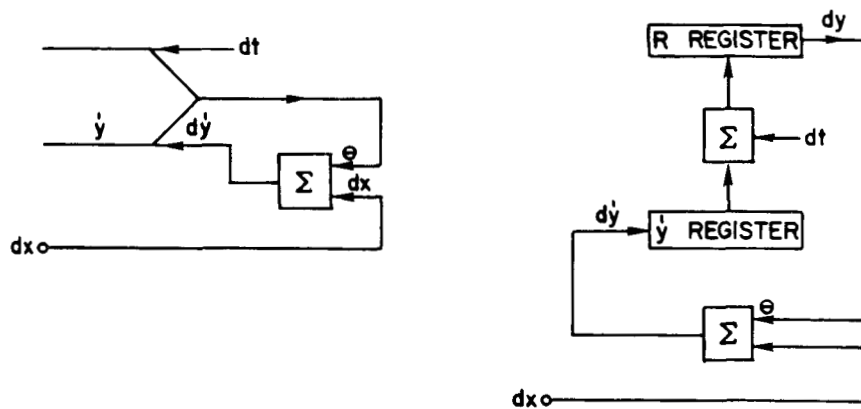 dt
ẏ
dẏ
Θ
Σ
dx
dx
R REGISTER
dy
Σ
dt
dẏ
ẏ REGISTER
Θ
Σ
dx